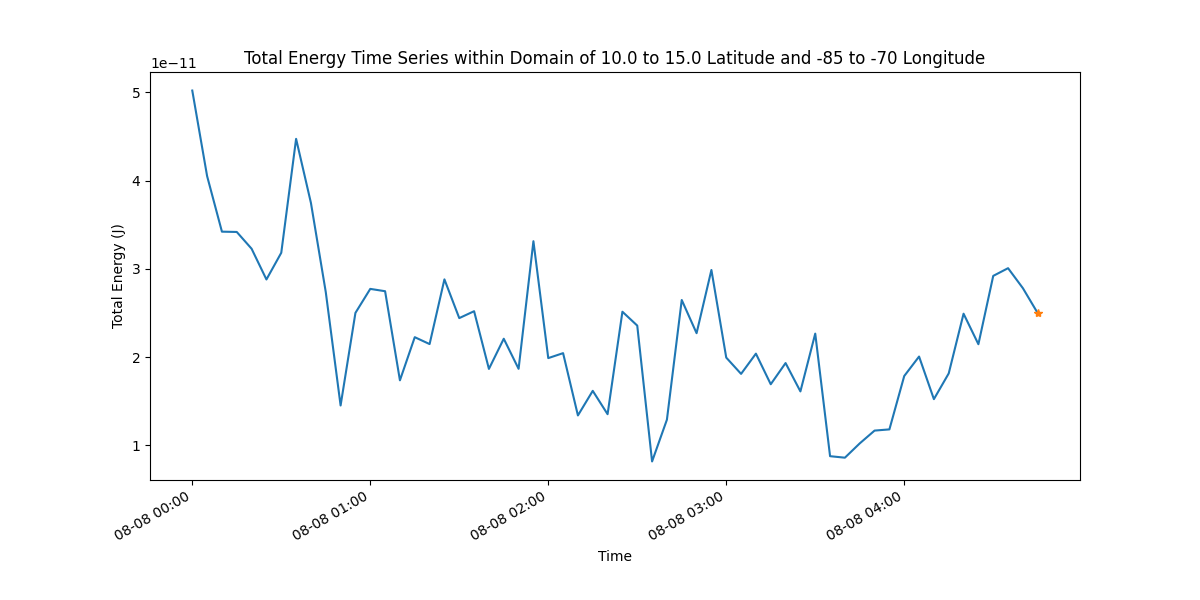 Total Energy Time Series within Domain of 10.0 to 15.0 Latitude and -85 to -70 Longitude
1e−11
5
4
3
2
1
Total Energy (J)
08-08 00:00
08-08 01:00
08-08 02:00
08-08 03:00
08-08 04:00
Time